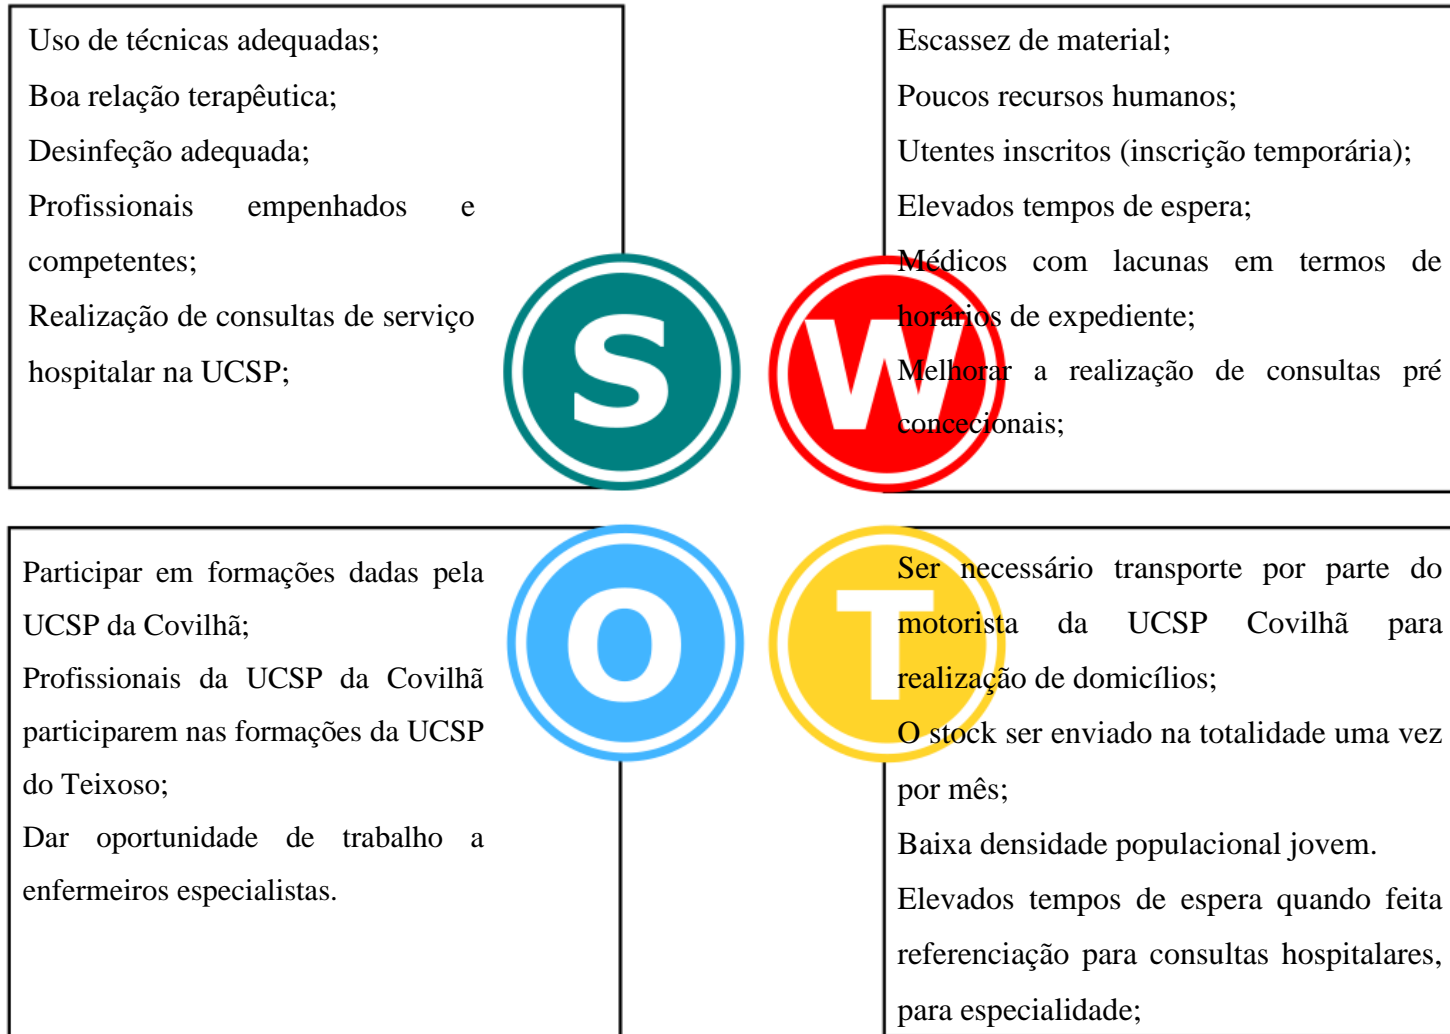 Uso de técnicas adequadas;
Boa relação terapêutica;
Desinfeção adequada;
Profissionais empenhados e
competentes;
Realização de consultas de serviço
hospitalar na UCSP;
S
Escassez de material;
Poucos recursos humanos;
Utentes inscritos (inscrição temporária);
Elevados tempos de espera;
Médicos com lacunas em termos de
horários de expediente;
Melhorar a realização de consultas pré
concecionais;
W
Participar em formações dadas pela
UCSP da Covilhã;
Profissionais da UCSP da Covilhã
participarem nas formações da UCSP
do Teixoso;
Dar oportunidade de trabalho a
enfermeiros especialistas.
O
Ser necessário transporte por parte do
motorista da UCSP Covilhã para
realização de domicílios;
O stock ser enviado na totalidade uma vez
por mês;
Baixa densidade populacional jovem.
Elevados tempos de espera quando feita
referenciação para consultas hospitalares,
para especialidade;
T